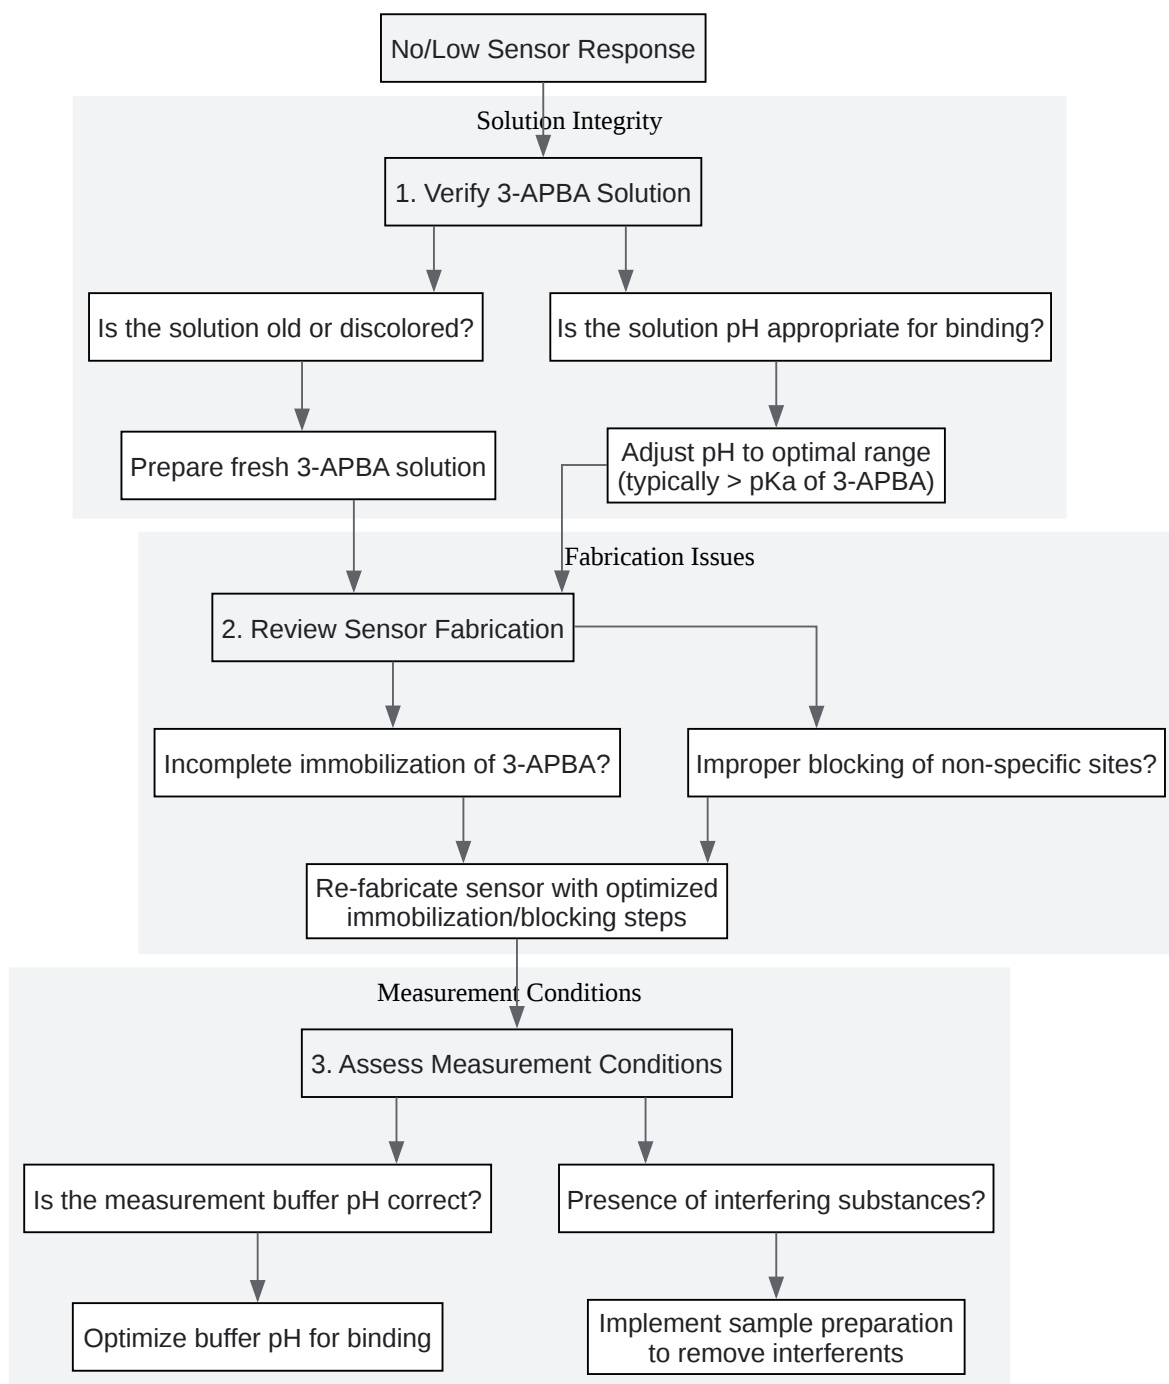 No/Low Sensor Response
Solution Integrity
1. Verify 3-APBA Solution
Is the solution old or discolored?
Is the solution pH appropriate for binding?
Prepare fresh 3-APBA solution
Adjust pH to optimal range
(typically > pKa of 3-APBA)
Fabrication Issues
2. Review Sensor Fabrication
Incomplete immobilization of 3-APBA?
Improper blocking of non-specific sites?
Re-fabricate sensor with optimized
immobilization/blocking steps
Measurement Conditions
3. Assess Measurement Conditions
Is the measurement buffer pH correct?
Presence of interfering substances?
Optimize buffer pH for binding
Implement sample preparation
to remove interferents